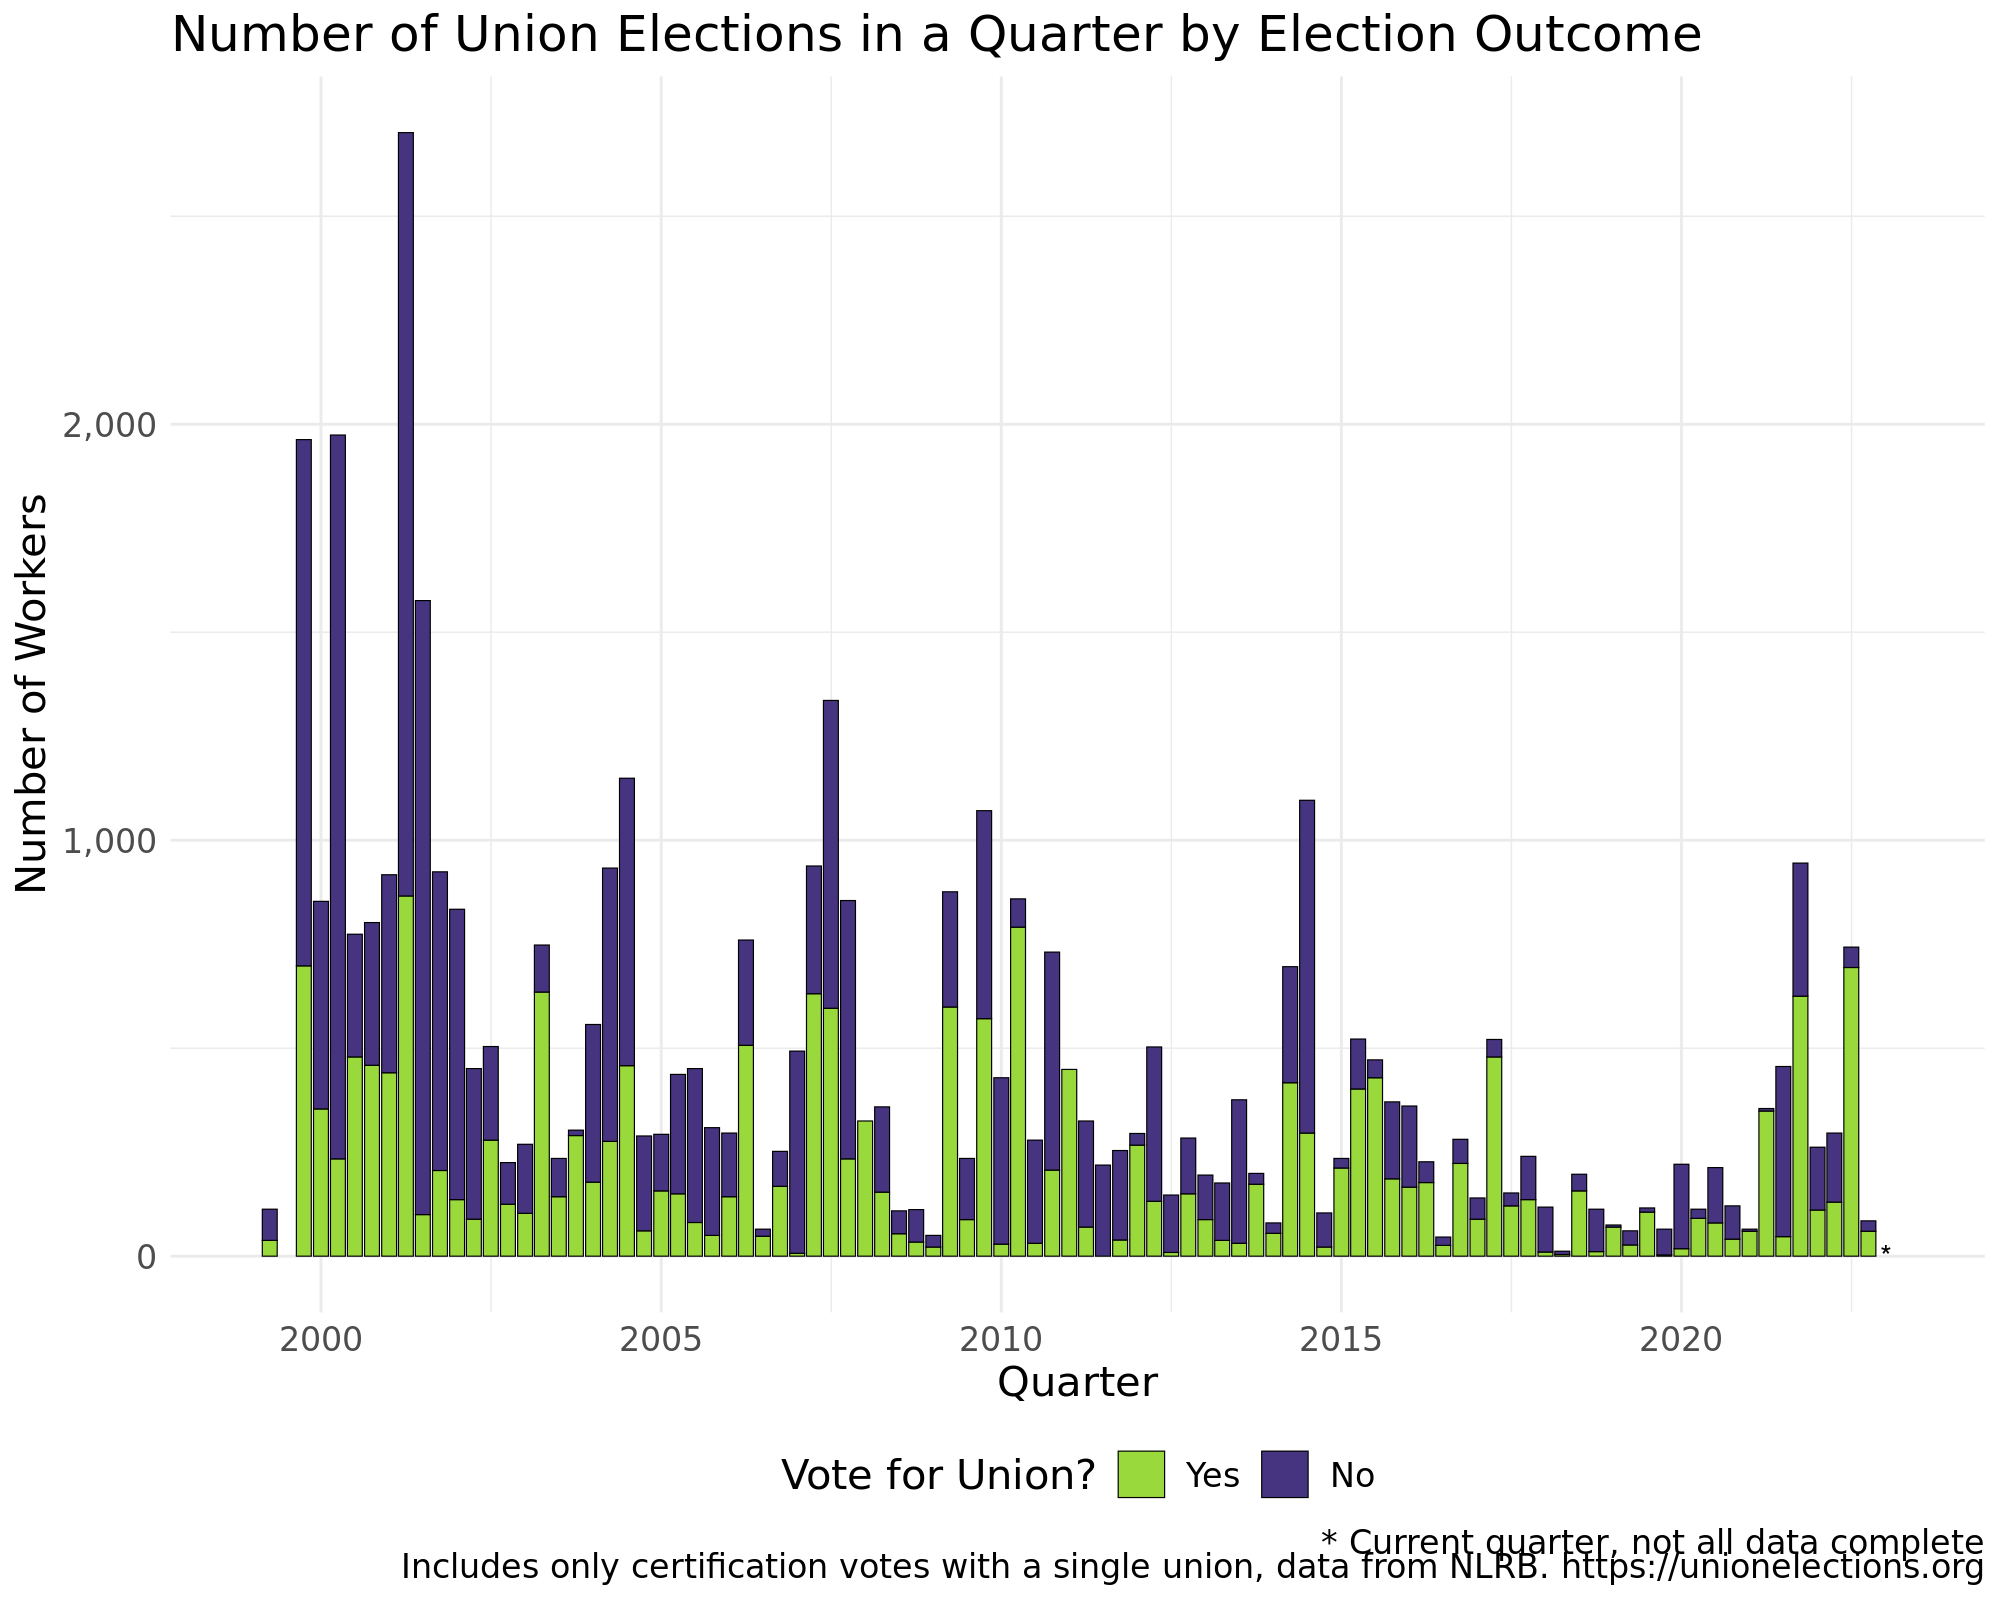 Number of Union Elections in a Quarter by Election Outcome
Number of Workers
2,000
1,000
0
*
2000 2005 2010 2015 2020
Quarter
Vote for Union? Yes No
* Current quarter, not all data complete
Includes only certification votes with a single union, data from NLRB. https://unionelections.org